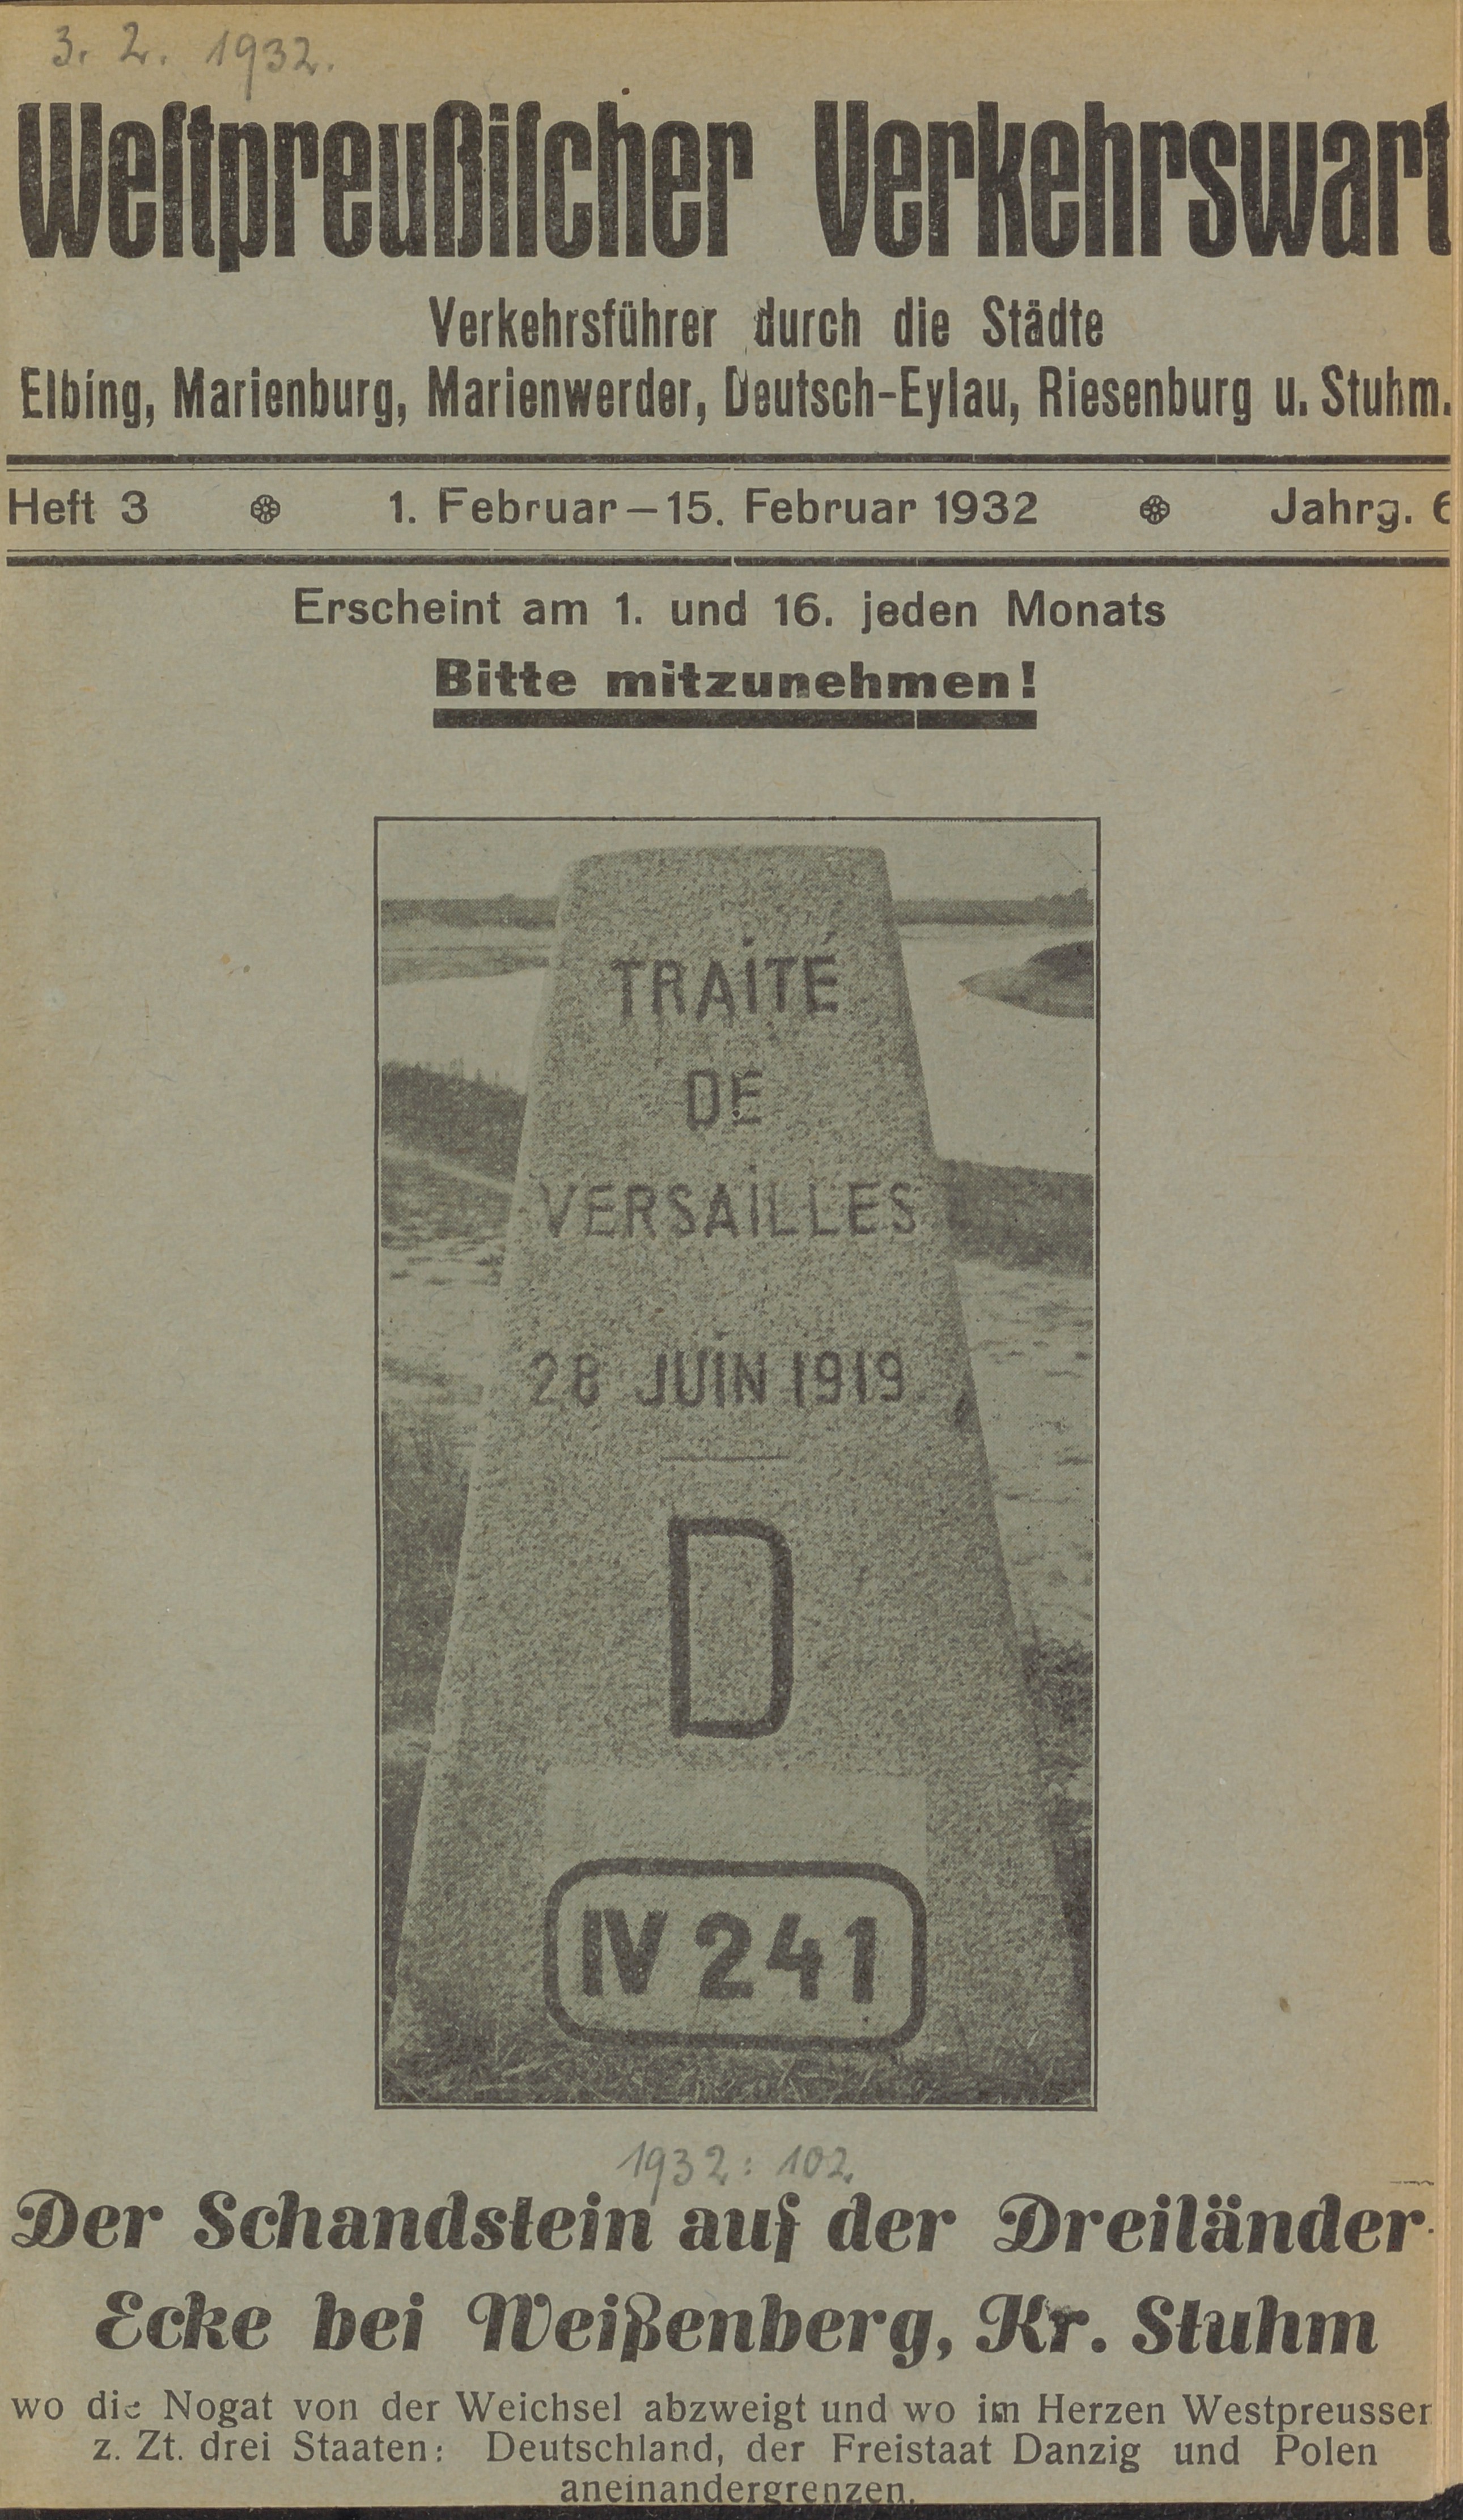 3. 2. 1932.
Weſtpreußiſcher Verkehrswart
Verkehrsführer durch die Städte
Elbing, Marienburg, Marienwerder, Deutsch-Eylau, Riesenburg u. Stuhm.
Heft 3 1. Februar—15. Februar 1932 Jahrg. 6
Erscheint am 1. und 16. jeden Monats
Bitte mitzunehmen!
TRAITÉ
DE
VERSAILLES
28 JUIN 1919
D
IV 241
1932: 102
Der Schandstein auf der Dreiländer-
Ecke bei Weißenberg, Kr. Stuhm
wo die Nogat von der Weichsel abzweigt und wo im Herzen Westpreussen
z. Zt. drei Staaten: Deutschland, der Freistaat Danzig und Polen
aneinandergrenzen.